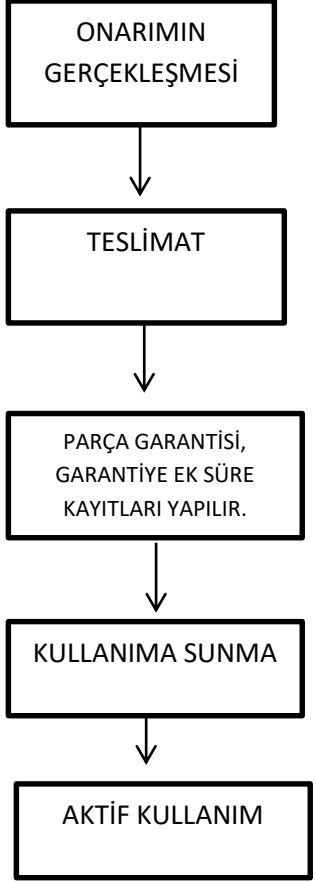 ONARIMIN
GERÇEKLEŞMESİ
TESLİMAT
PARÇA GARANTİSİ,
GARANTİYE EK SÜRE
KAYITLARI YAPILIR.
KULLANIMA SUNMA
AKTİF KULLANIM